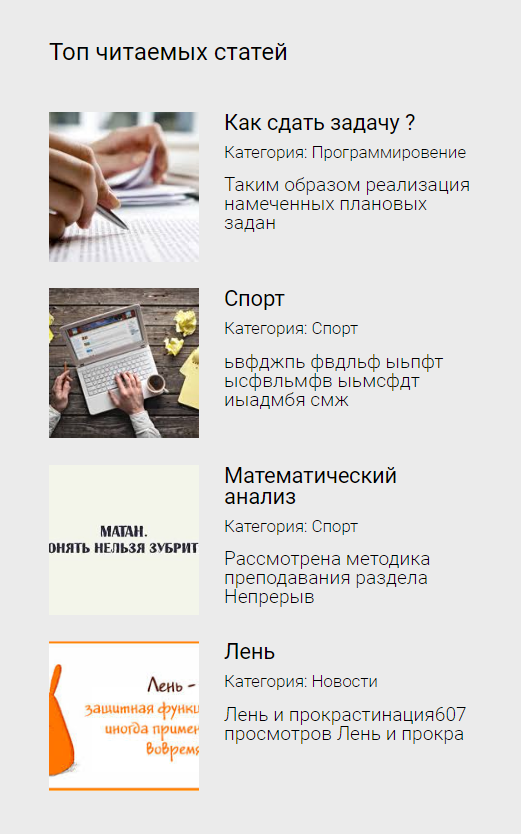 Топ читаемых статей
Как сдать задачу ?
Категория: Программировение
Таким образом реализация
намеченных плановых
задан
Спорт
Категория: Спорт
ьвфджпь фвдльф ыьпфт
ысфвльмфв ыьмсфдт
иыадмбя смж
МАТАН.
ОНЯТЬ НЕЛЬЗЯ ЗУБРИТ
Математический
анализ
Категория: Спорт
Рассмотрена методика
преподавания раздела
Непрерыв
Лень -
защитная функц
иногда примен
вовремя
Лень
Категория: Новости
Лень и прокрастинация607
просмотров Лень и прокра